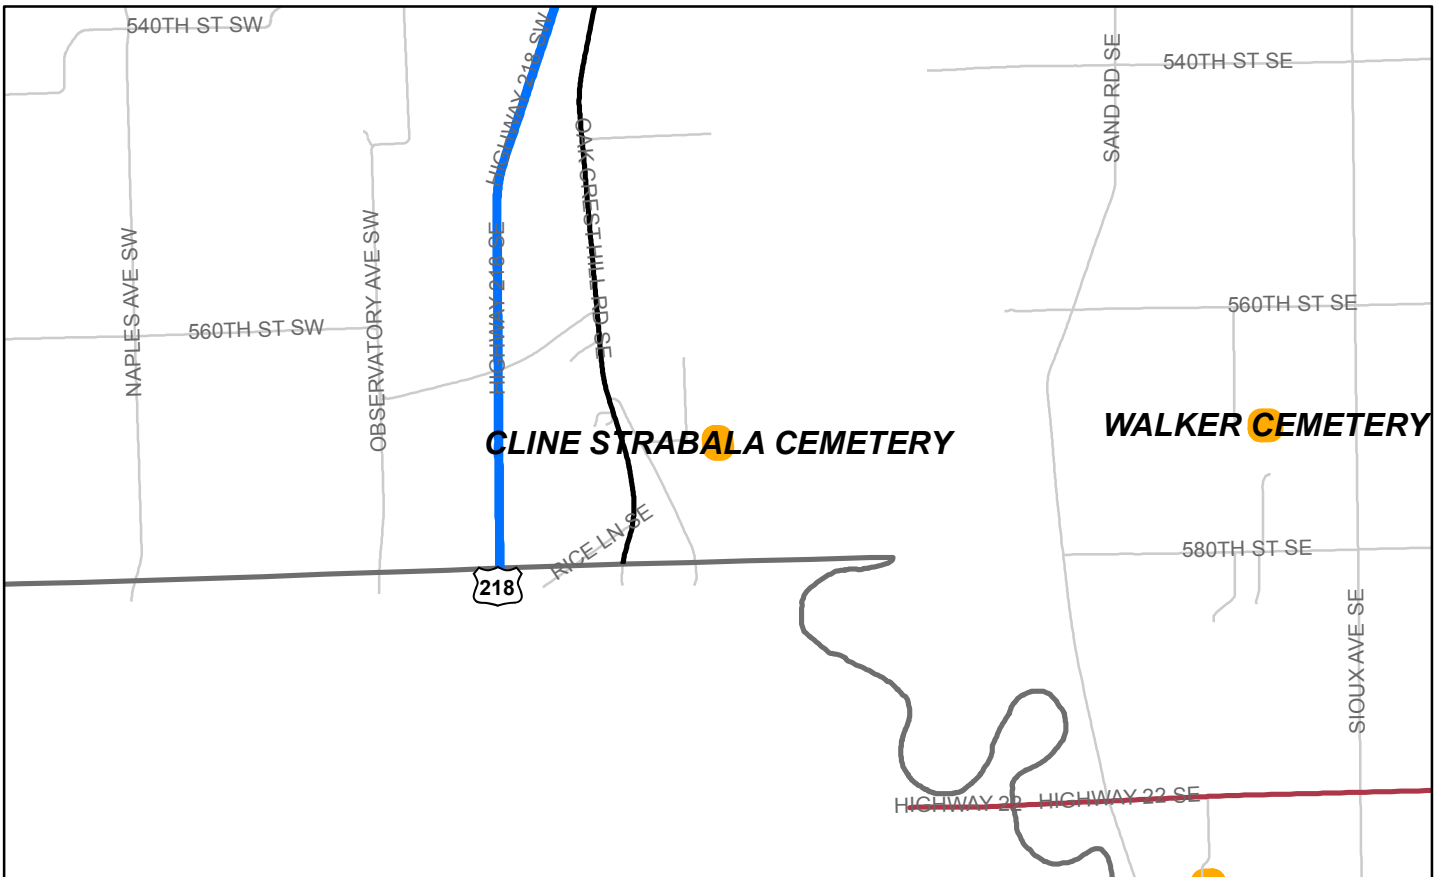 540TH ST SW
HIGHWAY 218 SW
SAND RD SE
540TH ST SE
OAK CREST HILL RD SE
NAPLES AVE SW
OBSERVATORY AVE SW
HIGHWAY 218 SE
560TH ST SW
560TH ST SE
CLINE STRABALA CEMETERY
WALKER CEMETERY
RICE LN SE
580TH ST SE
218
SIOUX AVE SE
HIGHWAY 22
HIGHWAY 22 SE